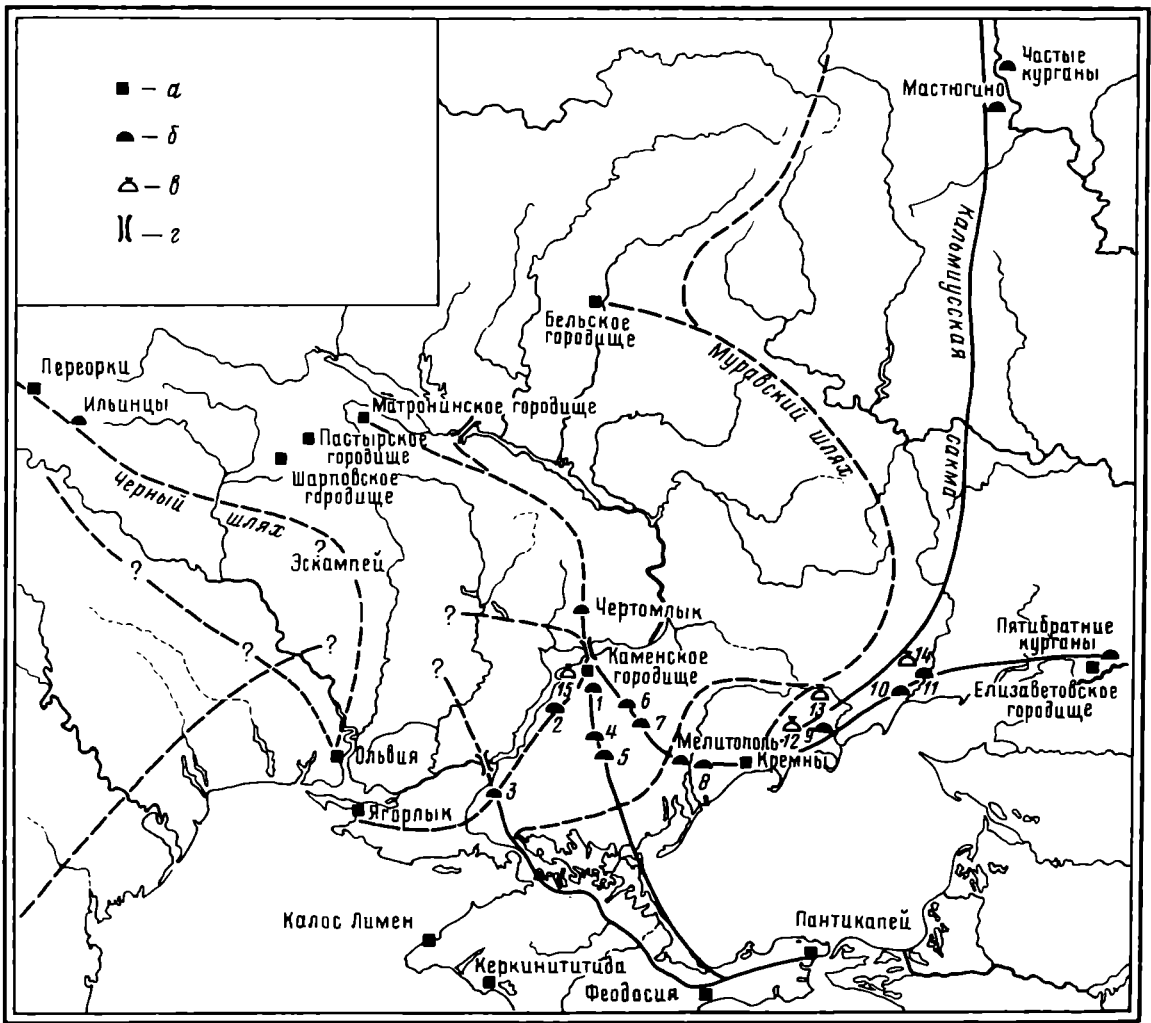 ■ – а
– б
– в
– г
Частые
курганы
Мастюгино
Кальмиусская
сакма
Бельское
городище
Муравский шлях
Переорки
Ильинцы
Матронинское городище
Пастырское
городище
Шарповское
городище
Черный
шлях
?
Эскампей
?
?
?
?
Чертомлык
Каменское
городище
15
1
2
6
7
4
5
3
Пятибратние
курганы
14
10
11
Елизаветовское
городище
13
12
9
Мелитополь
Кремны
8
Ольвия
Ягорлык
Калос Лимен
Пантикапей
Керкинититида
Феодосия